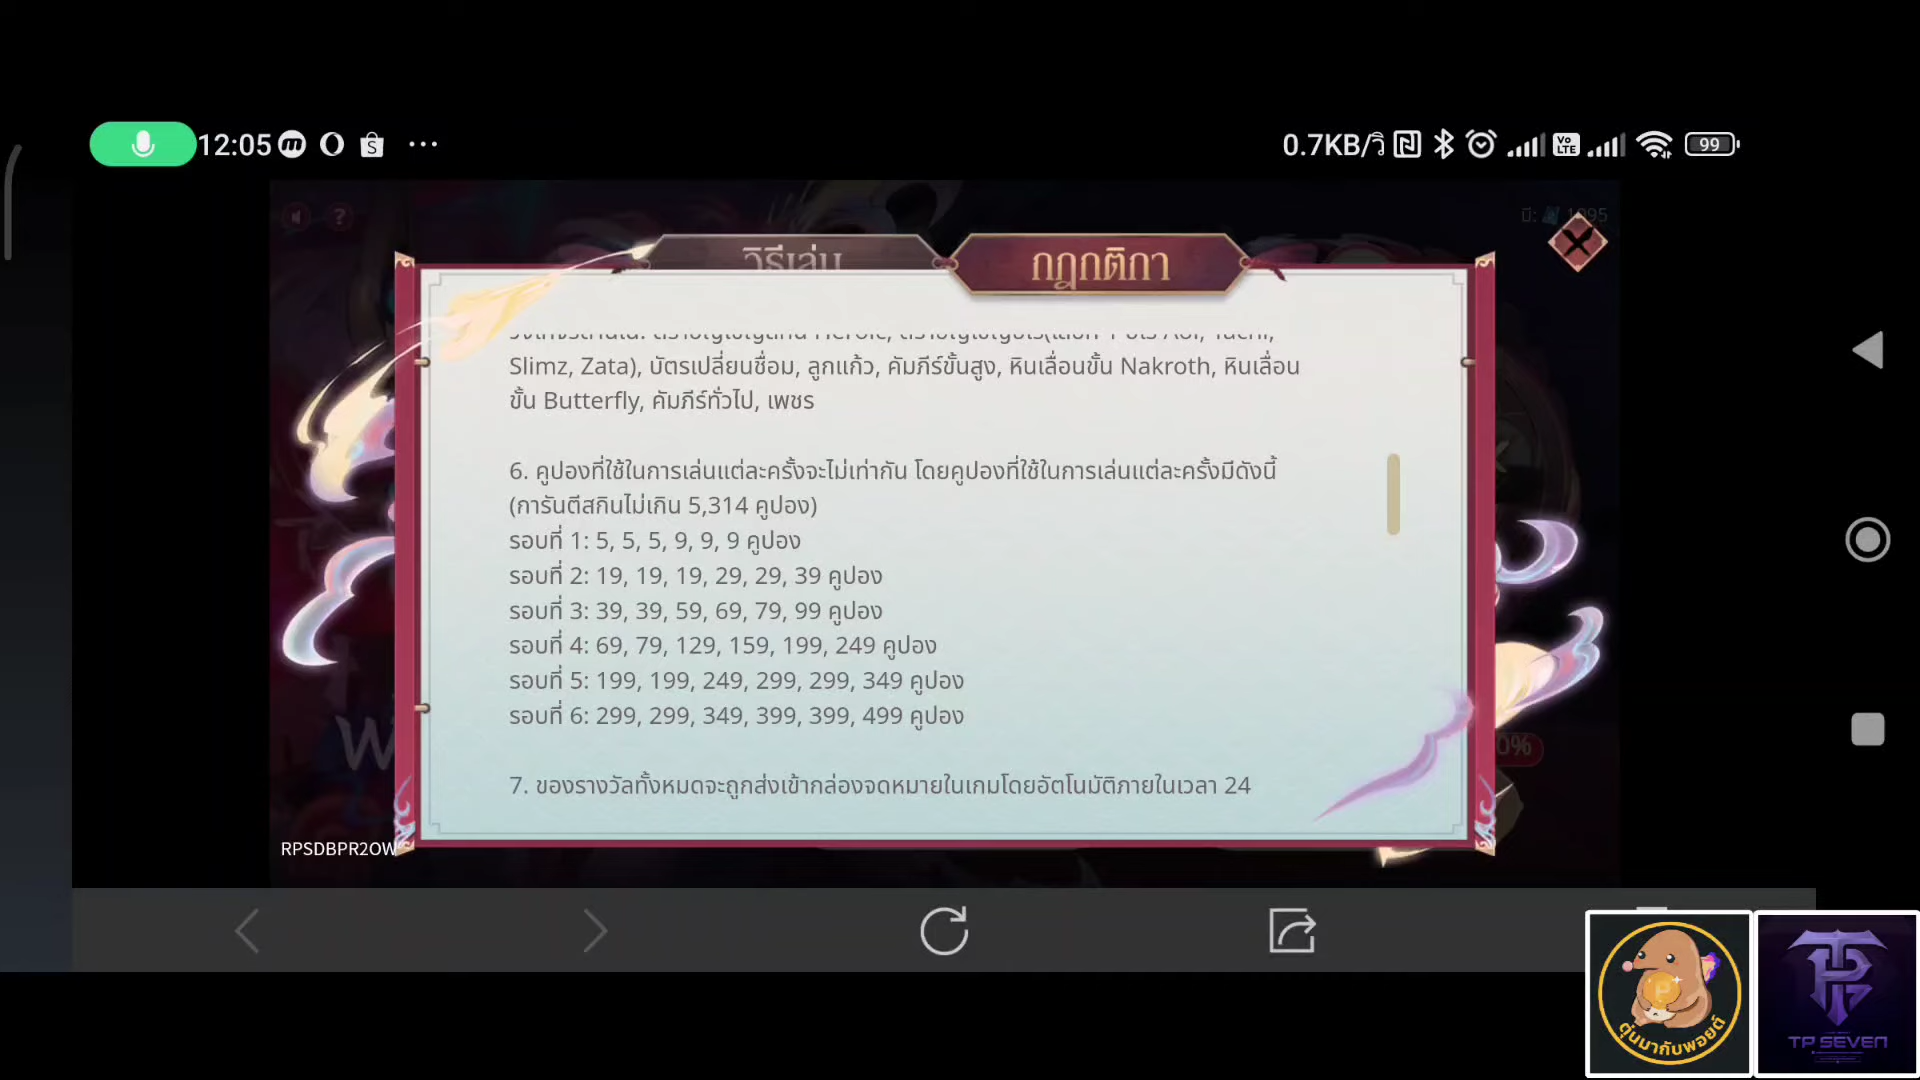 12:05
0.7KB/วิ
Vo LTE
99
มี: 1095
วิธีเล่น
กฎกติกา
Slimz, Zata), บัตรเปลี่ยนชื่อม, ลูกแก้ว, คัมภีร์ขั้นสูง, หินเลื่อนขั้น Nakroth, หินเลื่อน
ขั้น Butterfly, คัมภีร์ทั่วไป, เพชร
6. คูปองที่ใช้ในการเล่นแต่ละครั้งจะไม่เท่ากัน โดยคูปองที่ใช้ในการเล่นแต่ละครั้งมีดังนี้
(การันตีสกินไม่เกิน 5,314 คูปอง)
รอบที่ 1: 5, 5, 5, 9, 9, 9 คูปอง
รอบที่ 2: 19, 19, 19, 29, 29, 39 คูปอง
รอบที่ 3: 39, 39, 59, 69, 79, 99 คูปอง
รอบที่ 4: 69, 79, 129, 159, 199, 249 คูปอง
รอบที่ 5: 199, 199, 249, 299, 299, 349 คูปอง
รอบที่ 6: 299, 299, 349, 399, 399, 499 คูปอง
7. ของรางวัลทั้งหมดจะถูกส่งเข้ากล่องจดหมายในเกมโดยอัตโนมัติภายในเวลา 24
0%
RPSDBPR2OW
ตุ่นมากับพอยต์
TP SEVEN